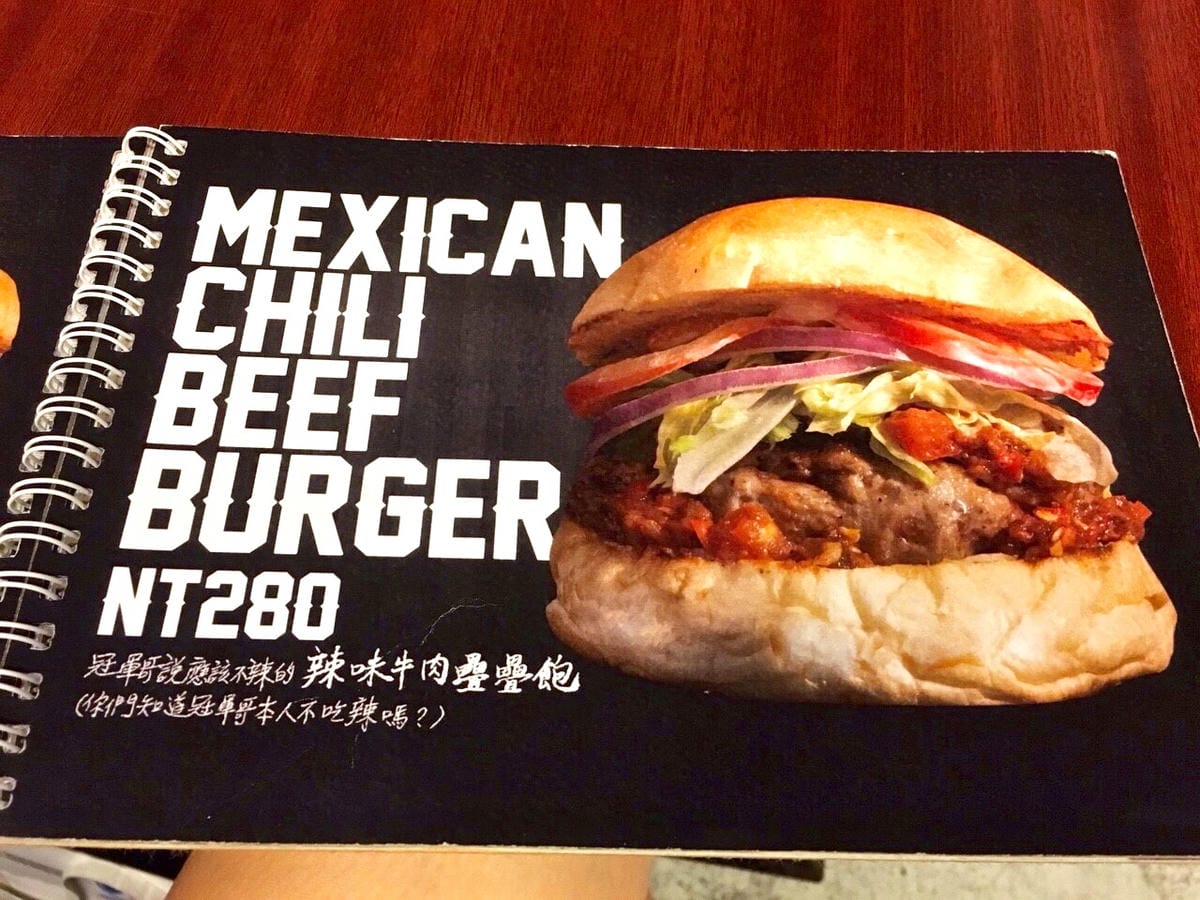 MEXICAN
CHILI
BEEF
BURGER
NT280
冠軍哥說應該不辣的 辣味牛肉疊疊飽
(你們知道冠軍哥本人不吃辣嗎?)